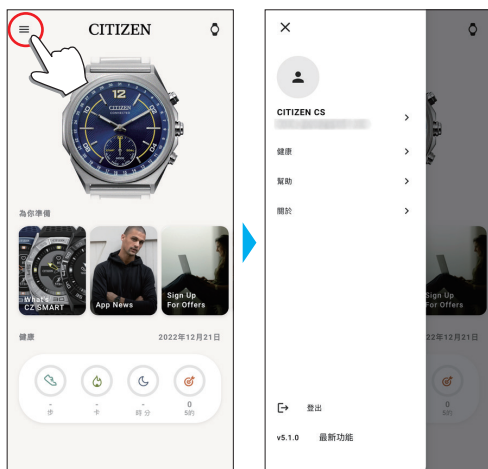 CITIZEN
12
CITIZEN
為你準備
What's
CZ SMART
App News
Sign Up
For Offers
健康
2022年12月21日
-
步
-
卡
-
時 分
0
5的
CITIZEN CS
健康
幫助
關於
登出
v5.1.0
最新功能
Sign Up
For Offers
22年12月21日
0
5的